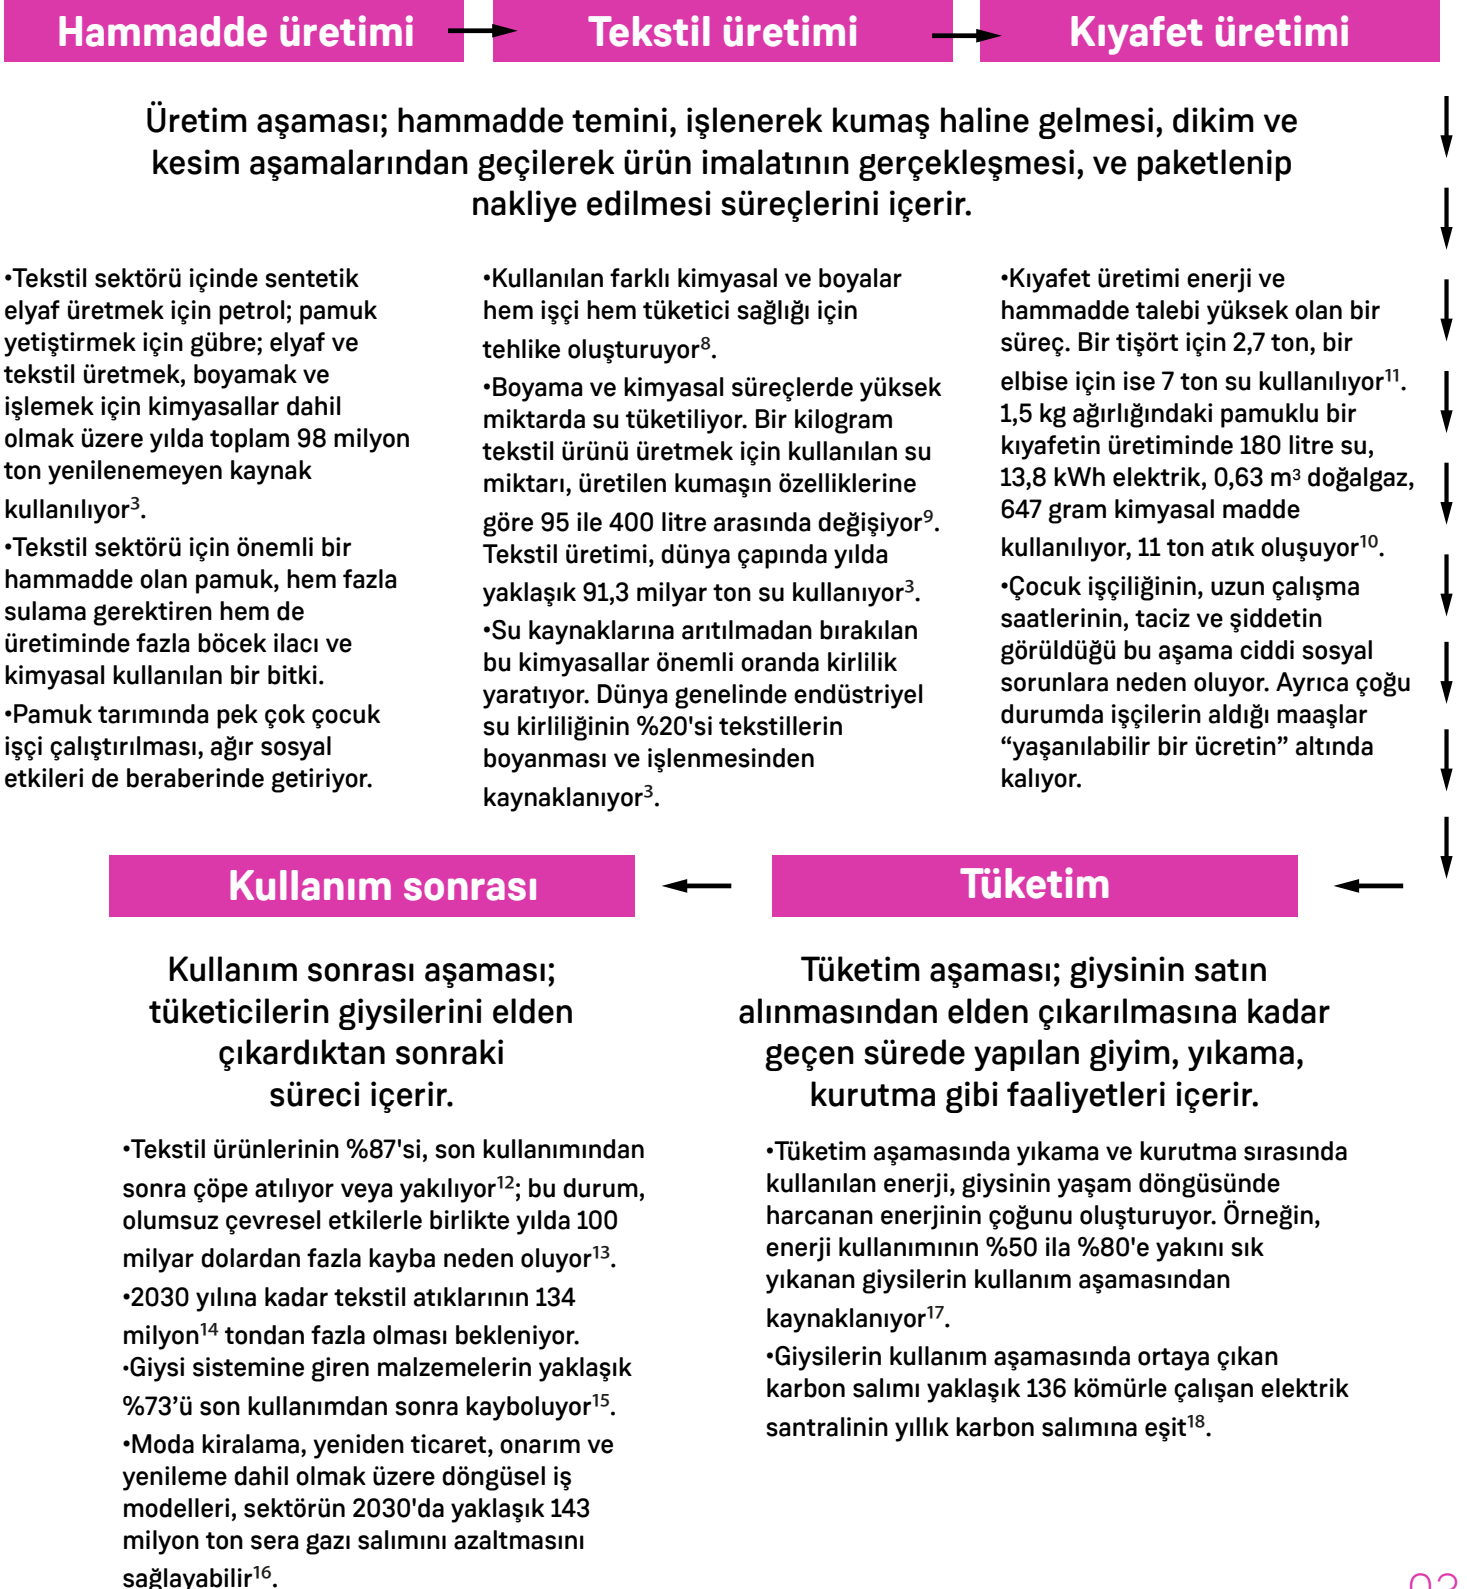 Hammadde üretimi
Tekstil üretimi
Kıyafet üretimi
Üretim aşaması; hammadde temini, işlenerek kumaş haline gelmesi, dikim ve
kesim aşamalarından geçilerek ürün imalatının gerçekleşmesi, ve paketlenip
nakliye edilmesi süreçlerini içerir.
•Tekstil sektörü içinde sentetik
elyaf üretmek için petrol; pamuk
yetiştirmek için gübre; elyaf ve
tekstil üretmek, boyamak ve
işlemek için kimyasallar dahil
olmak üzere yılda toplam 98 milyon
ton yenilenemeyen kaynak
kullanılıyor³.
•Tekstil sektörü için önemli bir
hammadde olan pamuk, hem fazla
sulama gerektiren hem de
üretiminde fazla böcek ilacı ve
kimyasal kullanılan bir bitki.
•Pamuk tarımında pek çok çocuk
işçi çalıştırılması, ağır sosyal
etkileri de beraberinde getiriyor.
•Kullanılan farklı kimyasal ve boyalar
hem işçi hem tüketici sağlığı için
tehlike oluşturuyor⁸.
•Boyama ve kimyasal süreçlerde yüksek
miktarda su tüketiliyor. Bir kilogram
tekstil ürünü üretmek için kullanılan su
miktarı, üretilen kumaşın özelliklerine
göre 95 ile 400 litre arasında değişiyor⁹.
Tekstil üretimi, dünya çapında yılda
yaklaşık 91,3 milyar ton su kullanıyor³.
•Su kaynaklarına arıtılmadan bırakılan
bu kimyasallar önemli oranda kirlilik
yaratıyor. Dünya genelinde endüstriyel
su kirliliğinin %20'si tekstillerin
boyanması ve işlenmesinden
kaynaklanıyor³.
•Kıyafet üretimi enerji ve
hammadde talebi yüksek olan bir
süreç. Bir tişört için 2,7 ton, bir
elbise için ise 7 ton su kullanılıyor¹¹.
1,5 kg ağırlığındaki pamuklu bir
kıyafetin üretiminde 180 litre su,
13,8 kWh elektrik, 0,63 m³ doğalgaz,
647 gram kimyasal madde
kullanılıyor, 11 ton atık oluşuyor¹⁰.
•Çocuk işçiliğinin, uzun çalışma
saatlerinin, taciz ve şiddetin
görüldüğü bu aşama ciddi sosyal
sorunlara neden oluyor. Ayrıca çoğu
durumda işçilerin aldığı maaşlar
“yaşanılabilir bir ücretin” altında
kalıyor.
Kullanım sonrası
Tüketim
Kullanım sonrası aşaması;
tüketicilerin giysilerini elden
çıkardıktan sonraki
süreci içerir.
•Tekstil ürünlerinin %87'si, son kullanımından
sonra çöpe atılıyor veya yakılıyor¹²; bu durum,
olumsuz çevresel etkilerle birlikte yılda 100
milyar dolardan fazla kayba neden oluyor¹³.
•2030 yılına kadar tekstil atıklarının 134
milyon¹⁴ tondan fazla olması bekleniyor.
•Giysi sistemine giren malzemelerin yaklaşık
%73’ü son kullanımdan sonra kayboluyor¹⁵.
•Moda kiralama, yeniden ticaret, onarım ve
yenileme dahil olmak üzere döngüsel iş
modelleri, sektörün 2030'da yaklaşık 143
milyon ton sera gazı salımını azaltmasını
sağlayabilir¹⁶.
Tüketim aşaması; giysinin satın
alınmasından elden çıkarılmasına kadar
geçen sürede yapılan giyim, yıkama,
kurutma gibi faaliyetleri içerir.
•Tüketim aşamasında yıkama ve kurutma sırasında
kullanılan enerji, giysinin yaşam döngüsünde
harcanan enerjinin çoğunu oluşturuyor. Örneğin,
enerji kullanımının %50 ila %80'e yakını sık
yıkanan giysilerin kullanım aşamasından
kaynaklanıyor¹⁷.
•Giysilerin kullanım aşamasında ortaya çıkan
karbon salımı yaklaşık 136 kömürle çalışan elektrik
santralinin yıllık karbon salımına eşit¹⁸.